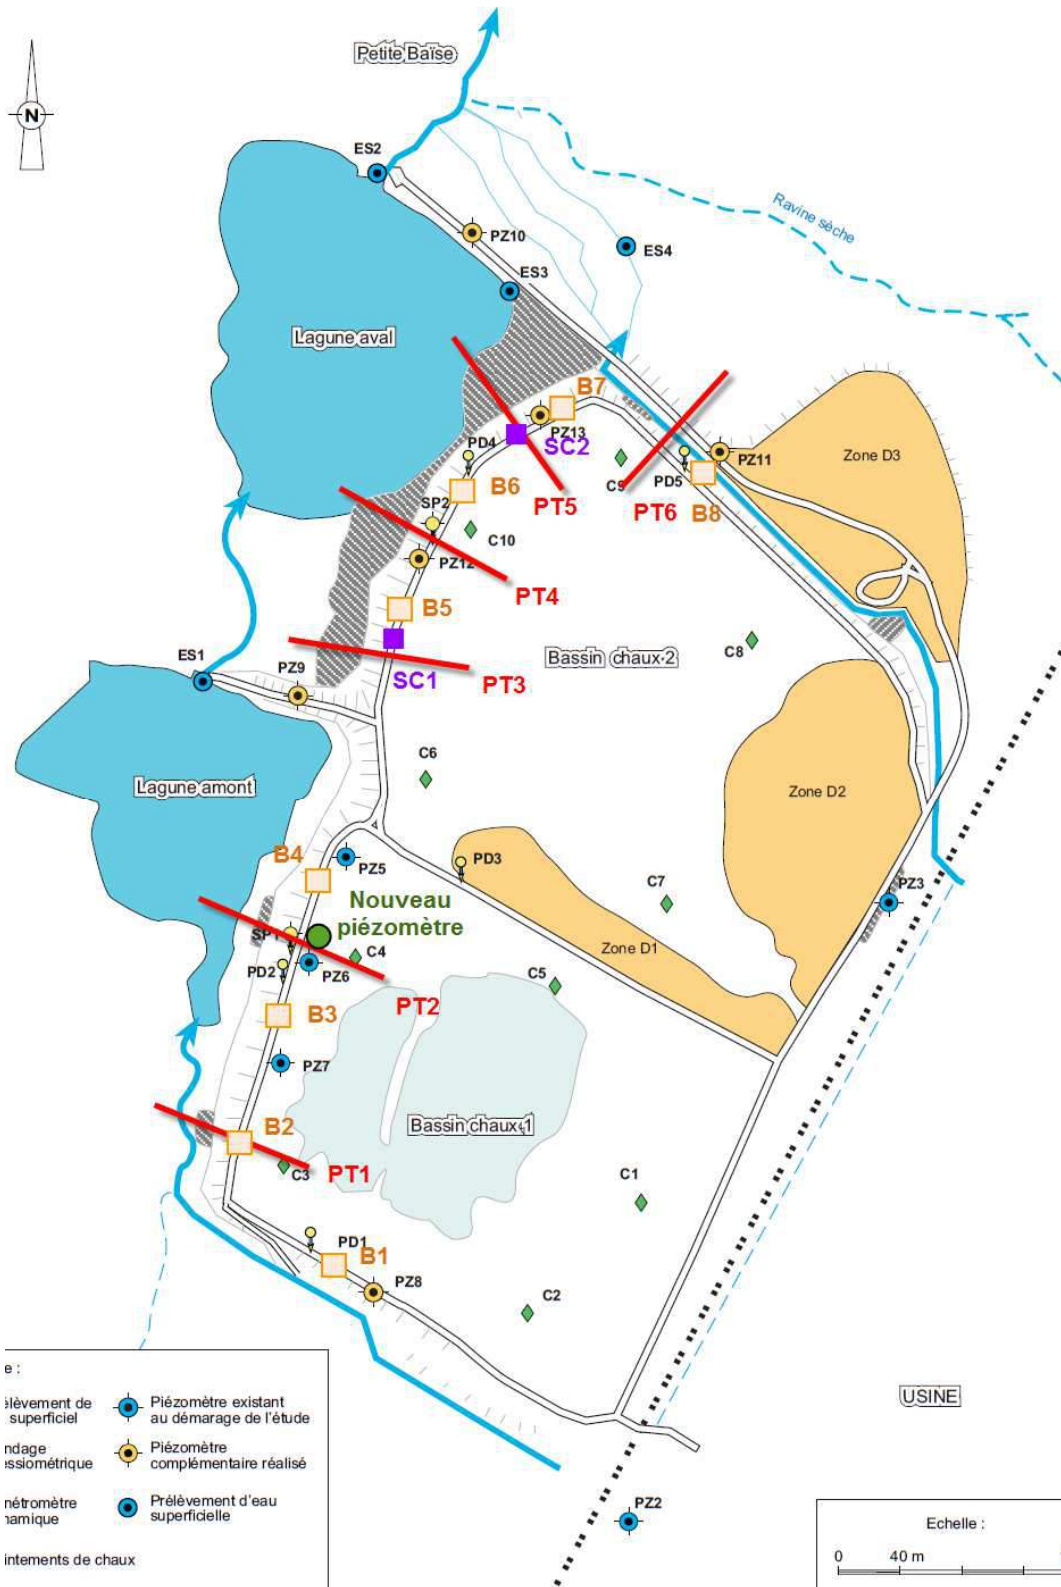 Petite Baïse
N
ES2
PZ10
ES4
Ravine sèche
ES3
Lagune aval
B7
PZ13
PD4
SC2
PZ11
Zone D3
C9
PD5
B6
PT5
PT6
B8
SP2
C10
PZ12
PT4
B5
C8
Bassin chaux-2
ES1
PZ9
SC1
PT3
C6
Lagune amont
Zone D2
B4
PZ5
PD3
C7
PZ3
Nouveau
piézomètre
SP1
C4
Zone D1
PD2
PZ6
C5
PT2
B3
PZ7
B2
Bassin chaux-1
C3
PT1
C1
PD1
B1
PZ8
C2
e :
élèvement de
superficiel
Piézomètre existant
au démarage de l'étude
USINE
ndage
essiométrique
Piézomètre
complémentaire réalisé
nétromètre
namique
Prélèvement d'eau
superficielle
PZ2
Echelle :
intements de chaux
0 40 m